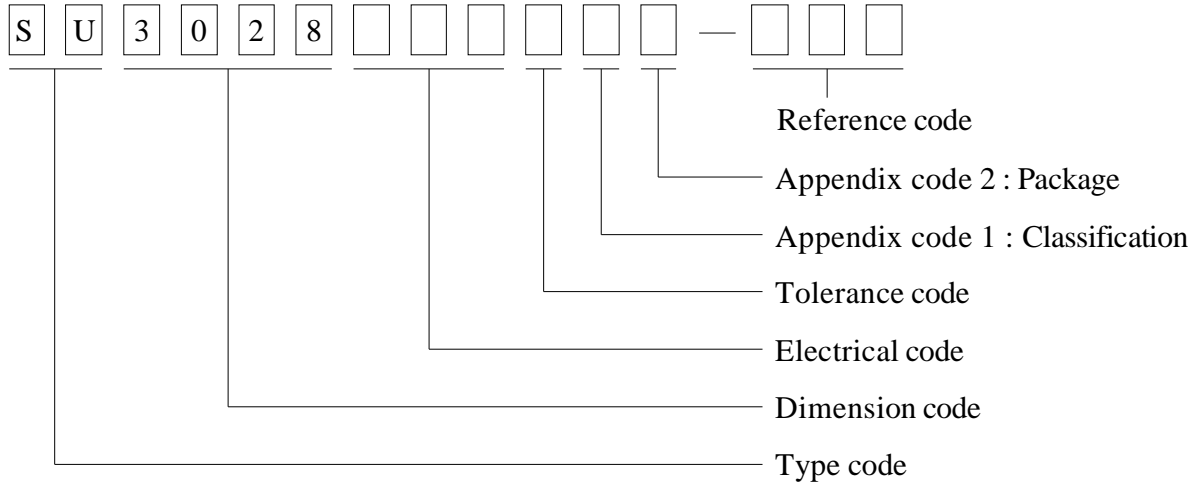 S U 3 0 2 8 —
Reference code
Appendix code 2 : Package
Appendix code 1 : Classification
Tolerance code
Electrical code
Dimension code
Type code